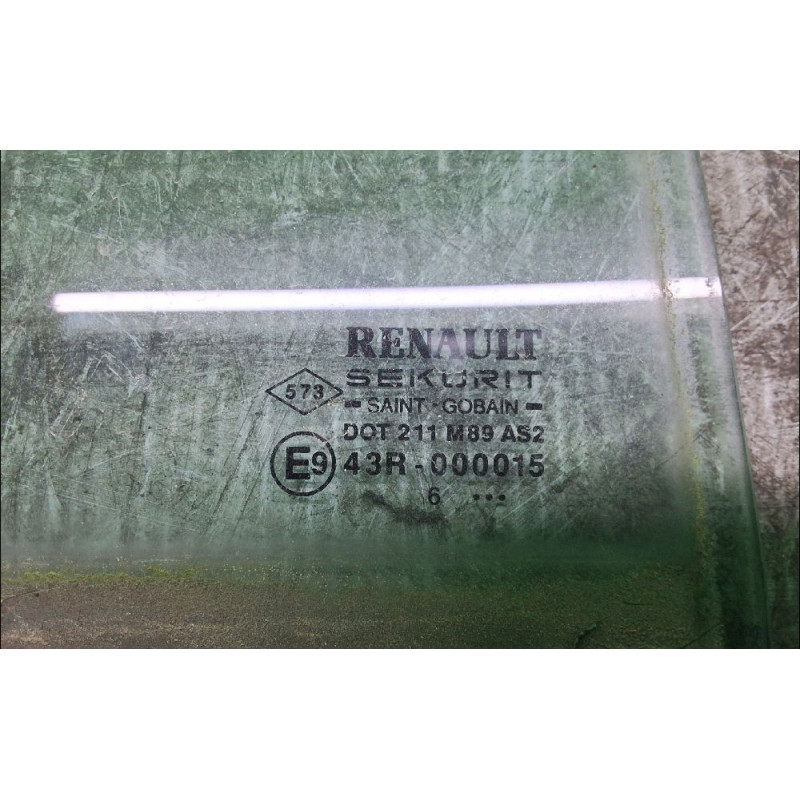 RENAULT
573 SEKURIT
SAINT-GOBAIN
DOT 211 M89 AS2
E9 43R-000015
6 •••